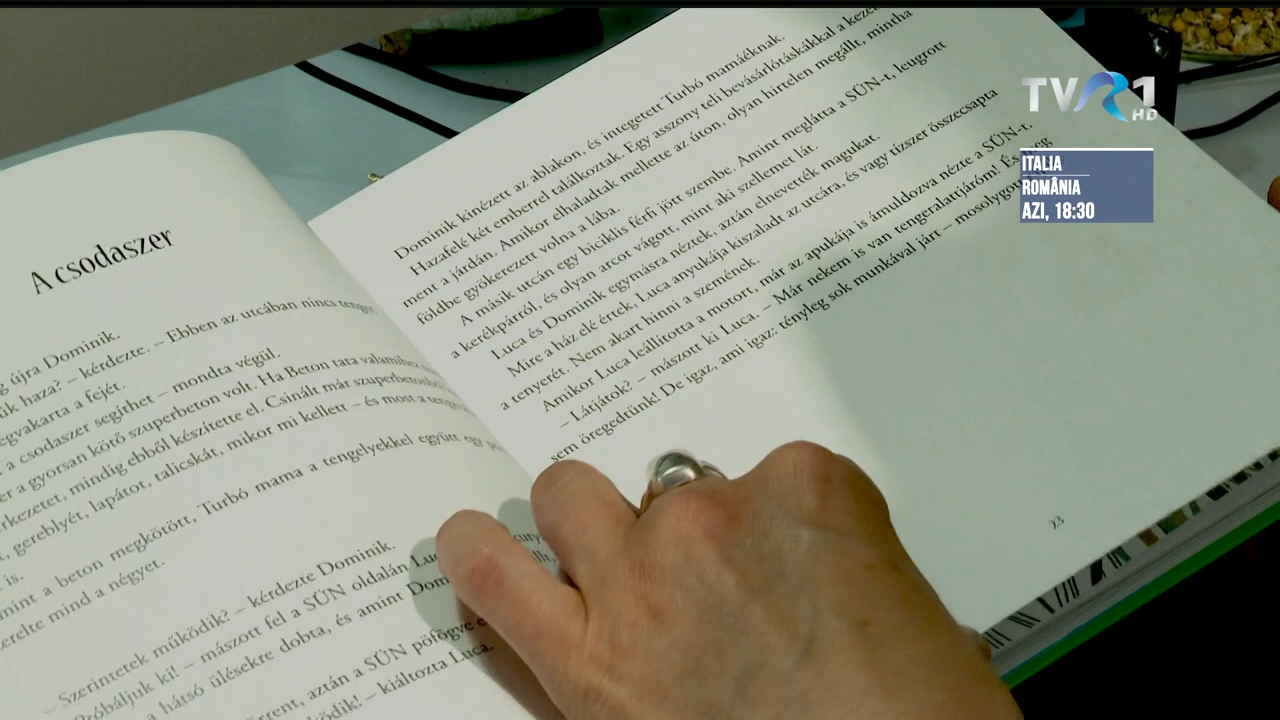 A csodaszer
újra Dominik.
haza? – kérdezte. – Ebben az utcában nincs
a fejét.
a csodaszer segíthet – mondta végül.
a gyorsan kötő szuperbeton volt. Ha Beton tata
mindig ebből készítette el. Csinált már
gereblyét, lapátot, talicskát, mikor mi kellett – és most a
is.
a beton megkötött, Turbó mama a tengelyekkel együtt egy
mind a négyet.
– Szerintetek működik? – kérdezte Dominik.
– mászott fel a SÜN oldalán
a hátsó ülésekre dobta, és amint
aztán a SÜN pöfögve
– kiáltozta Luca.
Dominik kinézett az ablakon, és integetett Turbó mamáéknak.
Hazafelé két emberrel találkoztak. Egy asszony teli bevásárlótáskákkal a
ment a járdán. Amikor elhaladtak mellette az úton, olyan hirtelen megállt, mintha
földbe gyökerezett volna a lába.
A másik utcán egy biciklis férfi jött szembe. Amint meglátta a SÜN-t, leugrott
a kerékpárról, és olyan arcot vágott, mint aki szellemet lát.
Luca és Dominik egymásra néztek, aztán elnevették magukat.
Mire a ház elé értek, Luca anyukája kiszaladt az utcára, és vagy tízszer összecsapta
a tenyerét. Nem akart hinni a szemének.
Amikor Luca leállította a motort, már az apukája is ámuldozva nézte a SÜN-t.
– Látjátok? – mászott ki Luca. – Már nekem is van tengeralattjáróm! És
sem öregedtünk! De igaz, ami igaz: tényleg sok munkával járt –
23
TVR1
HD
ITALIA
ROMÂNIA
AZI, 18:30